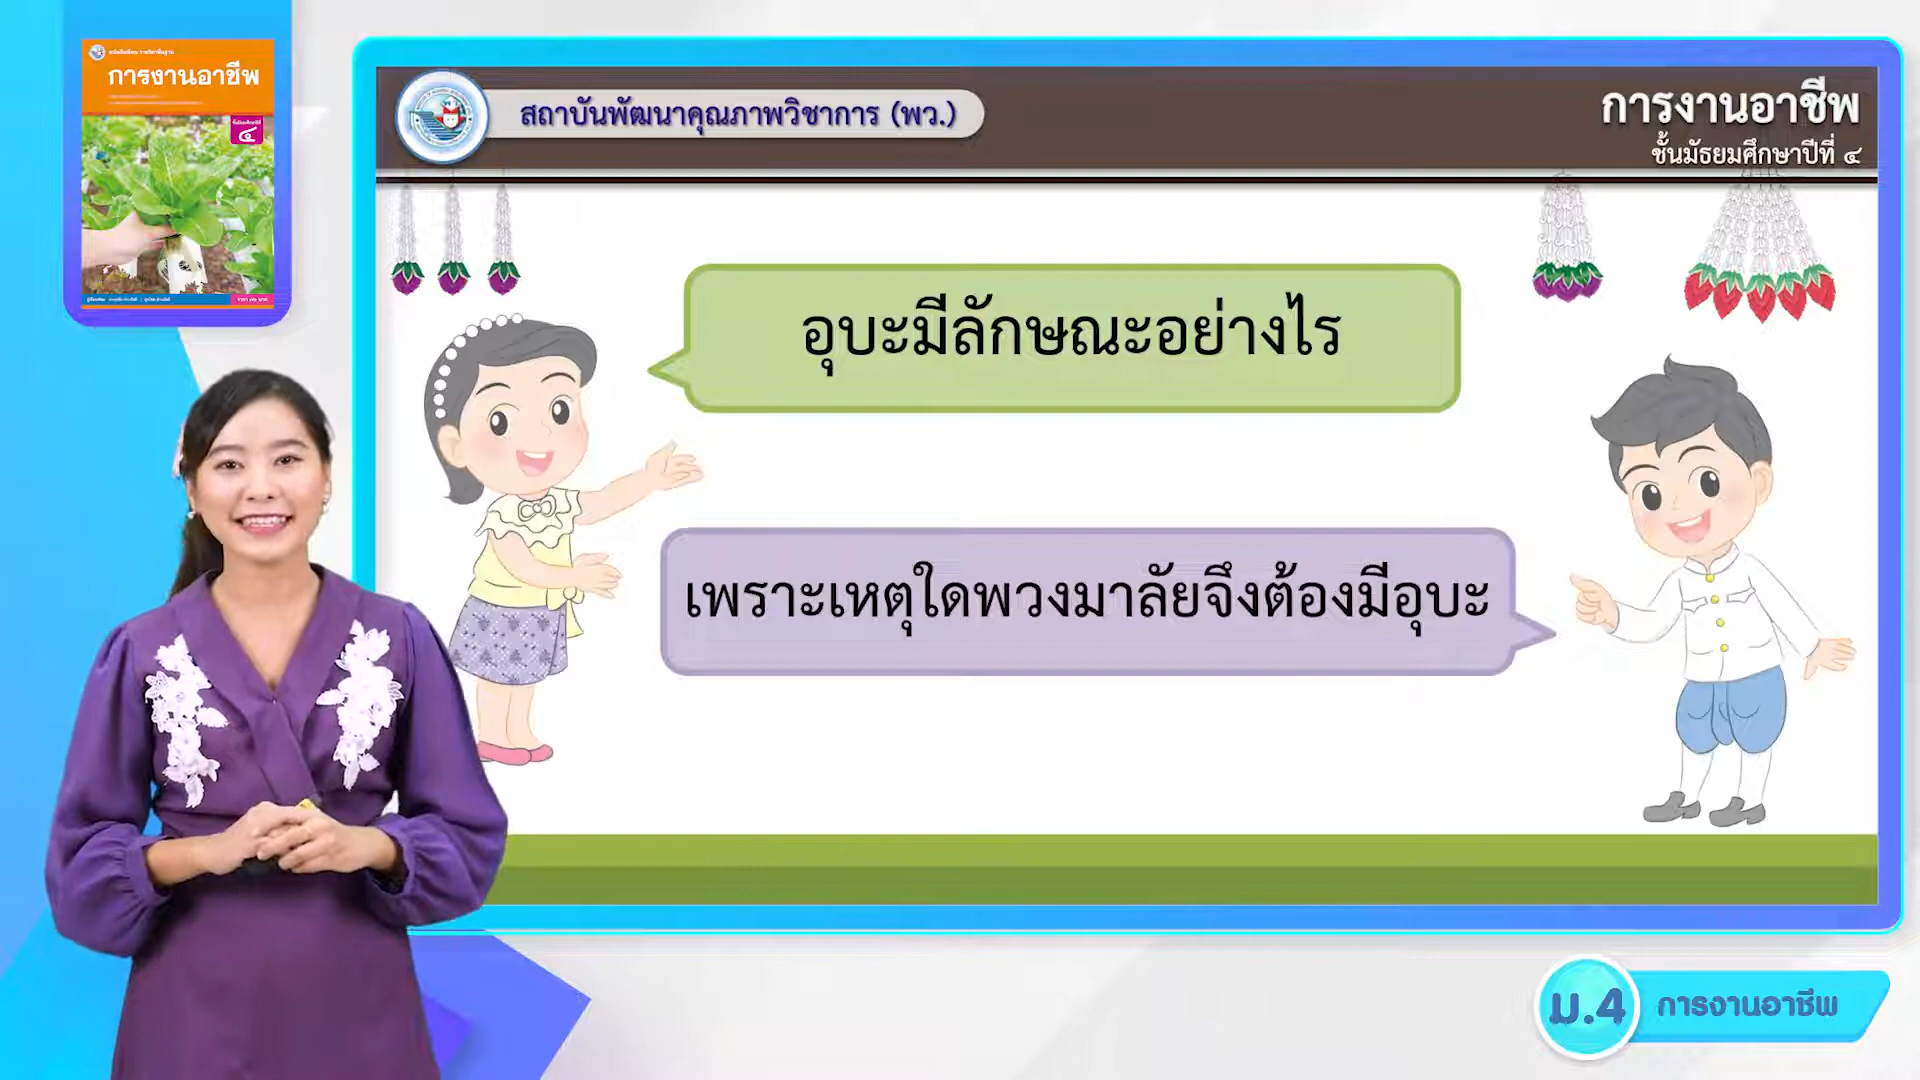 การงานอาชีพ
๔
สถาบันพัฒนาคุณภาพวิชาการ (พว.)
การงานอาชีพ
ชั้นมัธยมศึกษาปีที่ ๔
อุบะมีลักษณะอย่างไร
เพราะเหตุใดพวงมาลัยจึงต้องมีอุบะ
ม.4 การงานอาชีพ